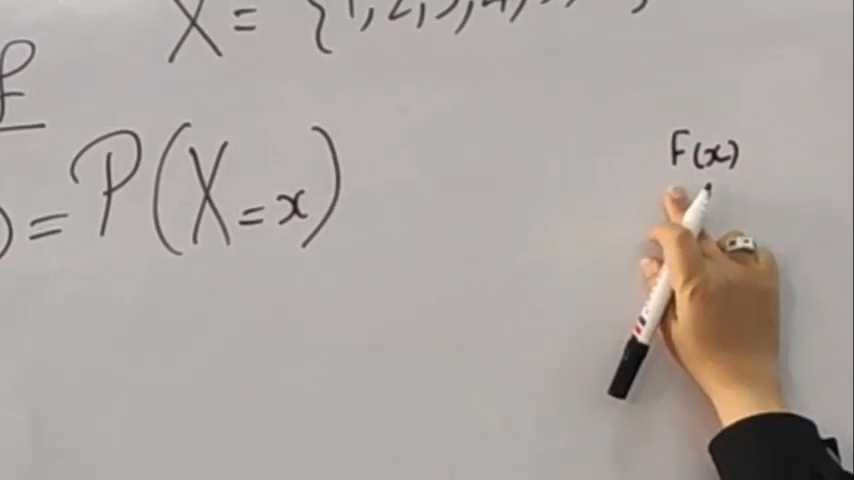 X = {1, 2, 3, 4, 
) = P(X = x)
F(x)